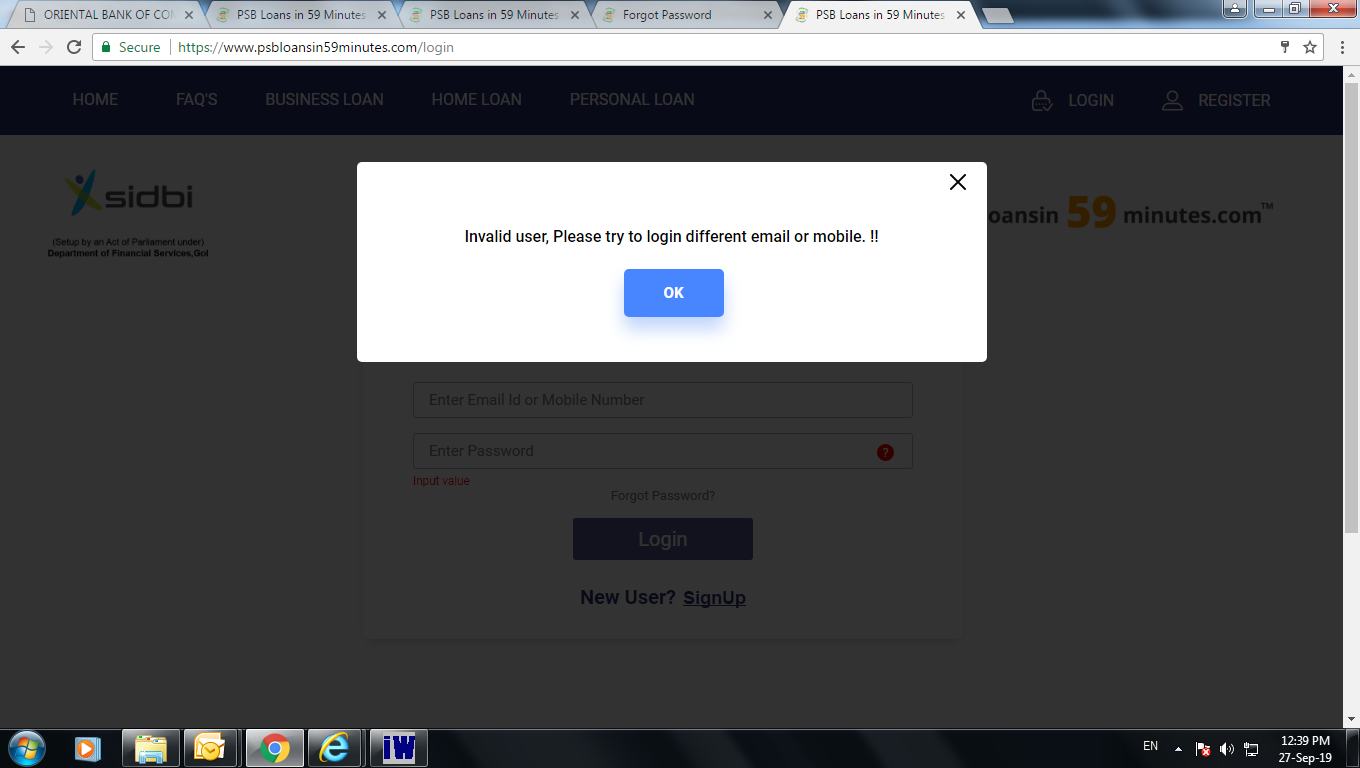 ORIENTAL BANK OF COM
PSB Loans in 59 Minutes
PSB Loans in 59 Minutes
Forgot Password
PSB Loans in 59 Minutes
Secure
https://www.psbloansin59minutes.com/login
HOME
FAQ'S
BUSINESS LOAN
HOME LOAN
PERSONAL LOAN
LOGIN
REGISTER
sidbi
(Setup by an Act of Parliament under)
Department of Financial Services,GoI
oansin 59 minutes.com™
Invalid user, Please try to login different email or mobile. !!
OK
Enter Email Id or Mobile Number
Enter Password
?
Input value
Forgot Password?
Login
New User? SignUp
iW
EN
12:39 PM
27-Sep-19